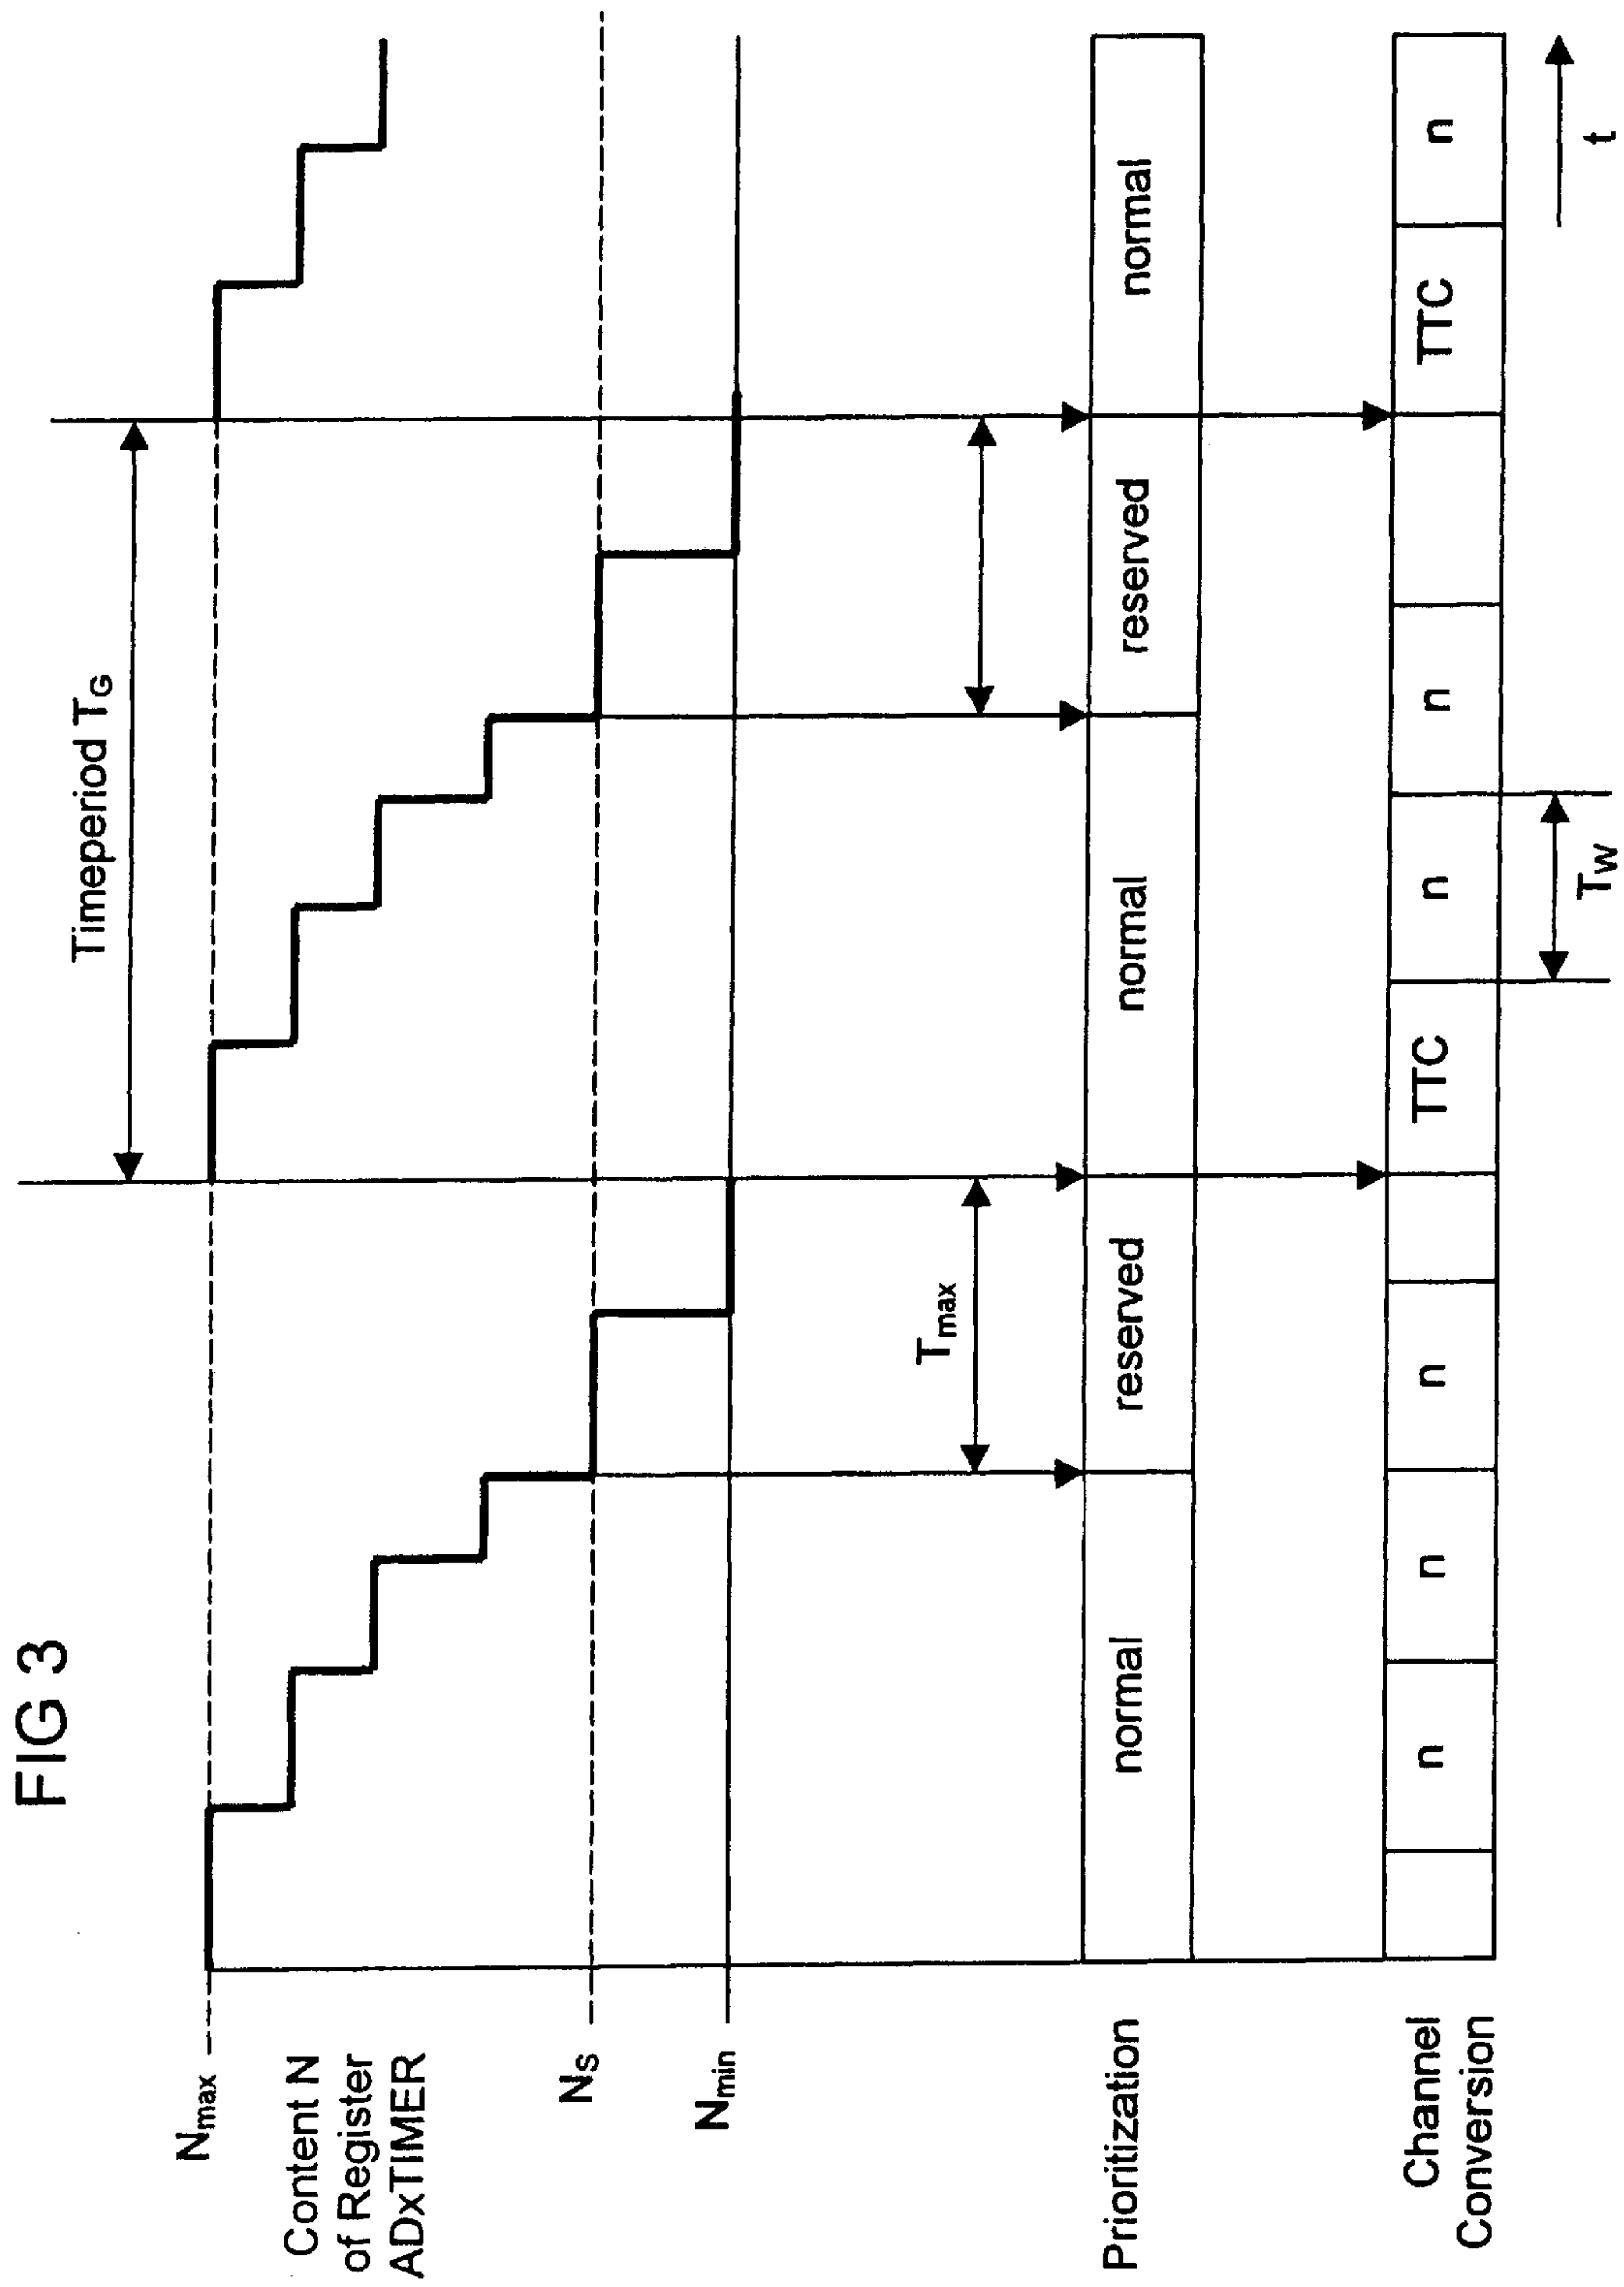 FIG 3
Timeperiod TG
Nmax
Content N
of Register
ADxTIMER
NS
Nmin
Tmax
Prioritization
normal
reserved
normal
reserved
normal
Channel
Conversion
n
n
n
TTC
n
n
TTC
n
TW
t